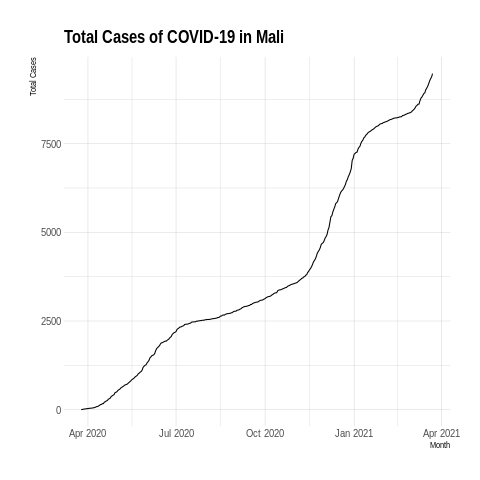 Total Cases of COVID-19 in Mali
Total Cases
7500
5000
2500
0
Apr 2020 Jul 2020 Oct 2020 Jan 2021 Apr 2021
Month